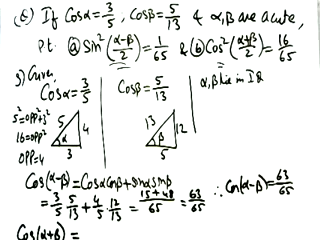 (c) If Cosα=3/5, Cosβ=5/13 & α,β are acute,
P.t. (a) Sin²(α-β/2)=1/65 & (b) Cos²(α+β/2)=16/65
Given,
Cosα=3/5 Cosβ=5/13 α,β lie in I Q
5²=opp²+3²
16=opp²
opp=4
5 4 α 3
13 12 β 5
Cos(α-β)=CosαCosβ+SinαSinβ
=3/5 5/13+4/5.12/13=15+48/65=63/65 ∴Cos(α-β)=63/65
Cos(α+β)=